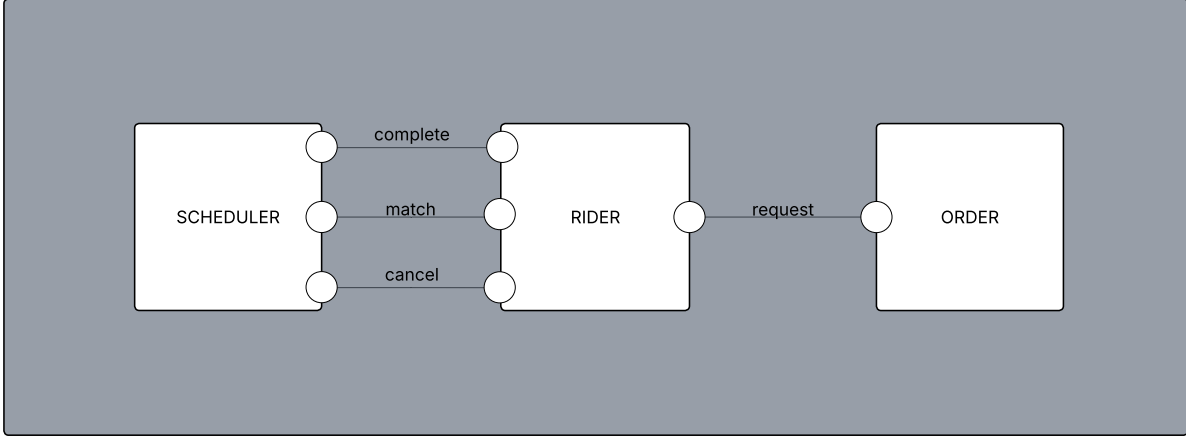 complete
SCHEDULER
match
RIDER
request
ORDER
cancel